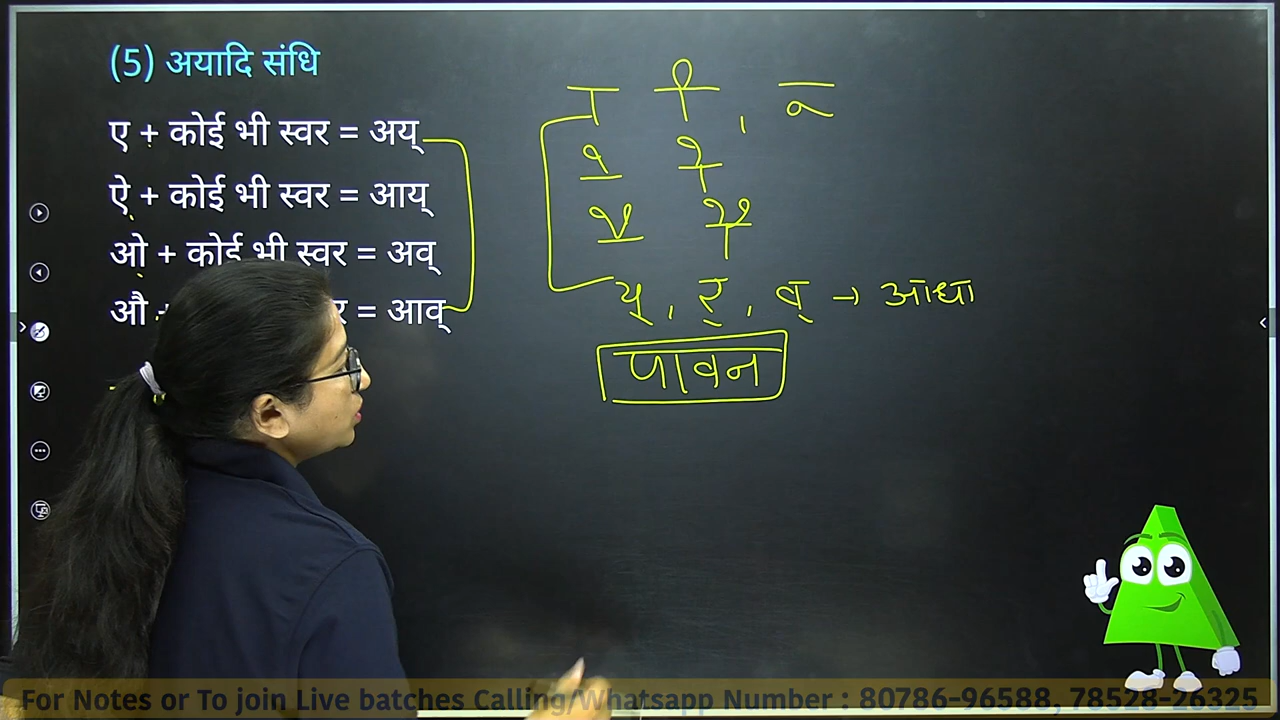 (5) अयादि संधि
ए + कोई भी स्वर = अय्
ऐ + कोई भी स्वर = आय्
ओ + कोई भी स्वर = अव्
औ + र = आव्
ा ी , ू
े ै
ो ौ
य् , र् , व् → आधा
पावन
For Notes or To join Live batches Calling/Whatsapp Number : 80786-96588, 78528-26325